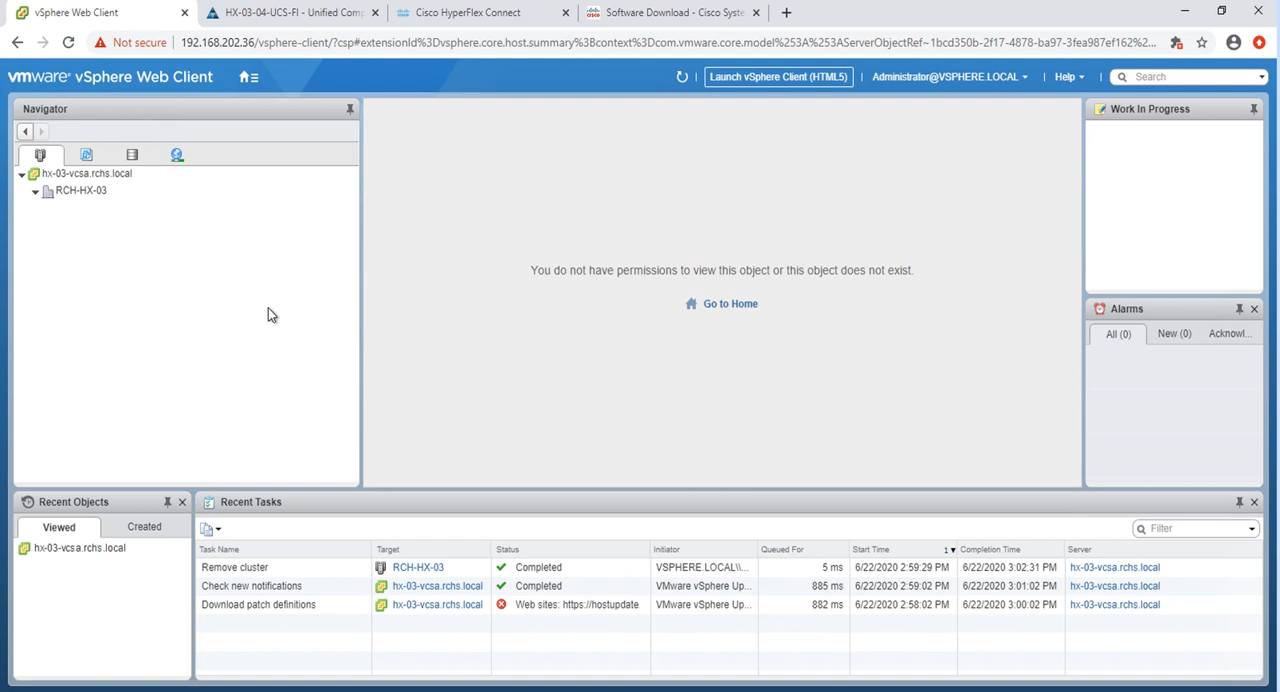 vSphere Web Client
HX-03-04-UCS-FI - Unified Comp
Cisco HyperFlex Connect
Software Download - Cisco Syste
Not secure
192.168.202.36/vsphere-client/?csp#extensionId%3Dvsphere.core.host.summary%3Bcontext%3Dcom.vmware.core.model%253A%253AServerObjectRef~1bcd350b-2f17-4878-ba97-3fea987ef162%...
vmware® vSphere Web Client
Launch vSphere Client (HTML5)
Administrator@VSPHERE.LOCAL
Help
Search
Navigator
hx-03-vcsa.rchs.local
RCH-HX-03
You do not have permissions to view this object or this object does not exist.
Go to Home
Work In Progress
Alarms
All (0)
New (0)
Acknowl...
Recent Objects
Viewed
Created
hx-03-vcsa.rchs.local
Recent Tasks
Filter
Task Name Target Status Initiator Queued For Start Time 1 Completion Time Server
Remove cluster RCH-HX-03 Completed VSPHERE.LOCAL\\... 5 ms 6/22/2020 2:59:29 PM 6/22/2020 3:02:31 PM hx-03-vcsa.rchs.local
Check new notifications hx-03-vcsa.rchs.local Completed VMware vSphere Up... 885 ms 6/22/2020 2:59:02 PM 6/22/2020 3:01:02 PM hx-03-vcsa.rchs.local
Download patch definitions hx-03-vcsa.rchs.local Web sites: https://hostupdate. VMware vSphere Up... 882 ms 6/22/2020 2:58:02 PM 6/22/2020 3:00:02 PM hx-03-vcsa.rchs.local